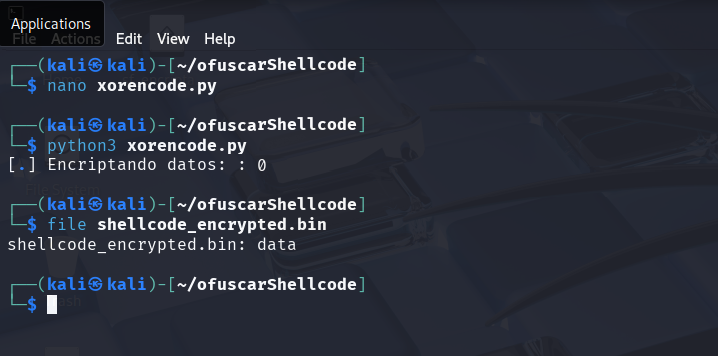 Applications
File Actions Edit View Help
┌──(kali㉿kali)-[~/ofuscarShellcode]
└─$ nano xorencode.py
┌──(kali㉿kali)-[~/ofuscarShellcode]
└─$ python3 xorencode.py
[.] Encriptando datos: : 0
┌──(kali㉿kali)-[~/ofuscarShellcode]
└─$ file shellcode_encrypted.bin
shellcode_encrypted.bin: data
┌──(kali㉿kali)-[~/ofuscarShellcode]
└─$